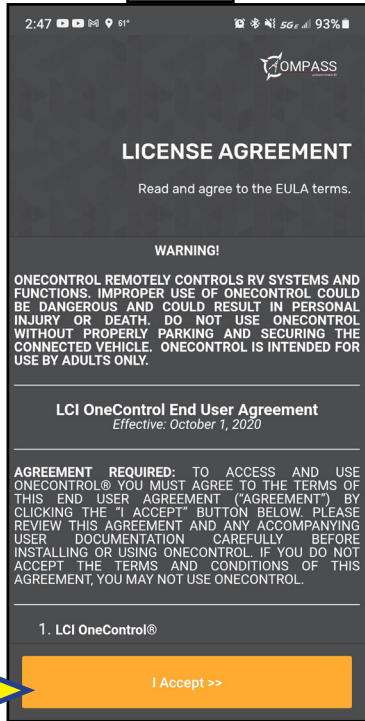 2:47 61° 5GE 93%
COMPASS
LICENSE AGREEMENT
Read and agree to the EULA terms.
WARNING!
ONECONTROL REMOTELY CONTROLS RV SYSTEMS AND
FUNCTIONS. IMPROPER USE OF ONECONTROL COULD
BE DANGEROUS AND COULD RESULT IN PERSONAL
INJURY OR DEATH. DO NOT USE ONECONTROL
WITHOUT PROPERLY PARKING AND SECURING THE
CONNECTED VEHICLE. ONECONTROL IS INTENDED FOR
USE BY ADULTS ONLY.
LCI OneControl End User Agreement
Effective: October 1, 2020
AGREEMENT REQUIRED: TO ACCESS AND USE
ONECONTROL® YOU MUST AGREE TO THE TERMS OF
THIS END USER AGREEMENT (“AGREEMENT”) BY
CLICKING THE “I ACCEPT” BUTTON BELOW. PLEASE
REVIEW THIS AGREEMENT AND ANY ACCOMPANYING
USER DOCUMENTATION CAREFULLY BEFORE
INSTALLING OR USING ONECONTROL. IF YOU DO NOT
ACCEPT THE TERMS AND CONDITIONS OF THIS
AGREEMENT, YOU MAY NOT USE ONECONTROL.
1. LCI OneControl®
I Accept >>